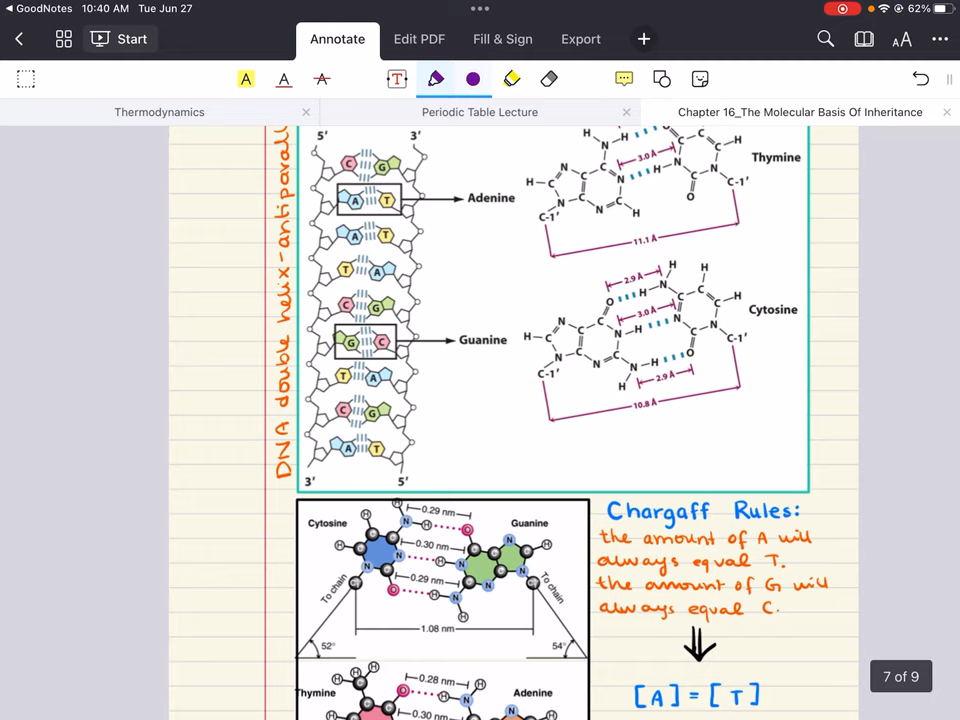 GoodNotes 10:40 AM Tue Jun 27 62%
Start Annotate Edit PDF Fill & Sign Export
A A A T
Thermodynamics Periodic Table Lecture Chapter 16_The Molecular Basis Of Inheritance
5' 3'
C G
A T
A T
T A
C G
G C
T A
C G
A T
3' 5'
Adenine
Guanine
H N H O H
3.0 Å
Thymine
H C N C C C N H N C
N C N C O N C-1'
C-1' N H
11.1 Å
H H
2.9 Å
O H N C C H
3.0 Å
Cytosine
H C N C C N H N C
N C N C O N C-1'
C-1' N H
H
2.9 Å
10.8 Å
DNA double helix-antiparall
Cytosine 0.29 nm Guanine
H H N H O N H
H N 0.30 nm H N N
0.29 nm
O H N H
To chain To chain
1.08 nm
52° 54°
Thymine H H 0.28 nm H Adenine
H O H N
0.30 nm N
Chargaff Rules:
the amount of A will
always equal T.
the amount of G will
always equal C.
[A] = [T]
7 of 9